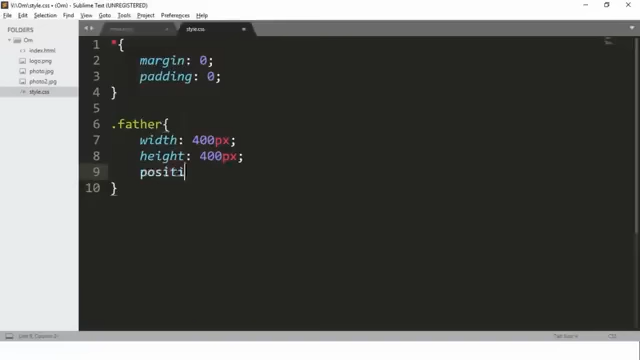 V:\Om\style.css - Sublime Text (UNREGISTERED)
File Edit Selection Find View Goto Tools Project Preferences Help
FOLDERS
Om
index.html
logo.png
photo.jpg
photo2.jpg
style.css
style.css
1 *{
2 margin: 0;
3 padding: 0;
4 }
5
6 .father{
7 width: 400px;
8 height: 400px;
9 positi
10 }